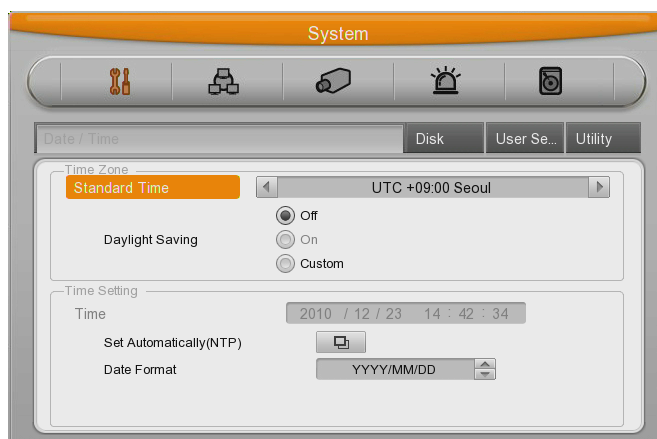 System
Date / Time Disk User Se... Utility
Time Zone
Standard Time UTC +09:00 Seoul
Off
Daylight Saving On
Custom
Time Setting
Time 2010 / 12 / 23 14 : 42 : 34
Set Automatically(NTP)
Date Format YYYY/MM/DD